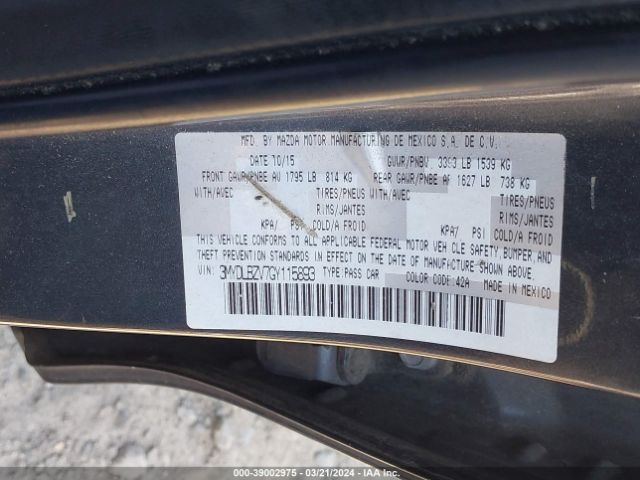 MFD. BY MAZDA MOTOR MANUFACTURING DE MEXICO S.A. DE C.V.
DATE 10/15 GVWR/PNBV 3393 LB 1539 KG
FRONT GAWR/PNBE AV 1795 LB 814 KG REAR GAWR/PNBE AR 1627 LB 738 KG
WITH/AVEC TIRES/PNEUS WITH/AVEC TIRES/PNEUS
RIMS/JANTES RIMS/JANTES
KPA/ PSI COLD/A FROID KPA/ PSI COLD/A FROID
THIS VEHICLE CONFORMS TO ALL APPLICABLE FEDERAL MOTOR VEHICLE SAFETY, BUMPER, AND
THEFT PREVENTION STANDARDS IN EFFECT ON THE DATE OF MANUFACTURE SHOWN ABOVE.
VIN: 3MYDLBZV7GY115893 TYPE: PASS CAR COLOR CODE: 42A MADE IN MEXICO
000-39002975 - 03/21/2024 - IAAI.COM